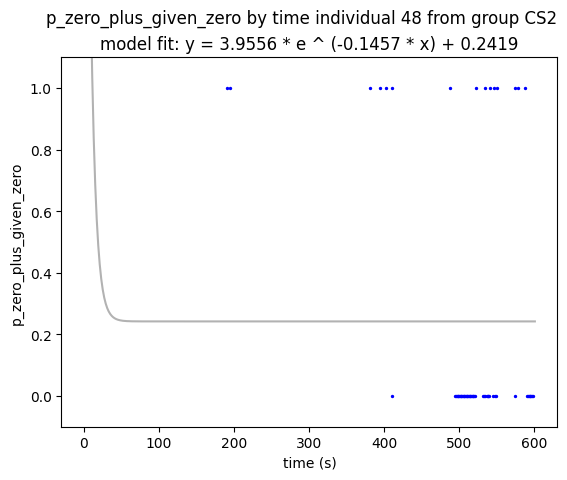 p_zero_plus_given_zero by time individual 48 from group CS2
model fit: y = 3.9556 * e ^ (-0.1457 * x) + 0.2419
p_zero_plus_given_zero
1.0
0.8
0.6
0.4
0.2
0.0
0 100 200 300 400 500 600
time (s)